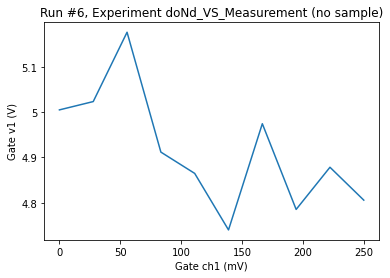 Run #6, Experiment doNd_VS_Measurement (no sample)
Gate v1 (V)
5.1
5
4.9
4.8
0 50 100 150 200 250
Gate ch1 (mV)